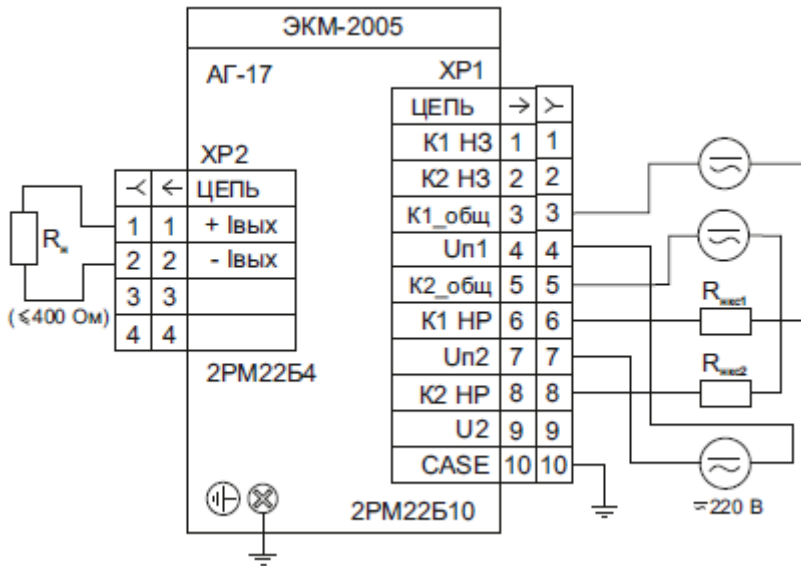 ЭКМ-2005
АГ-17
ХР1
ЦЕПЬ
К1 НЗ 1 1
К2 НЗ 2 2
К1_общ 3 3
Uп1 4 4
К2_общ 5 5
К1 НР 6 6
Uп2 7 7
К2 НР 8 8
U2 9 9
CASE 10 10
2РМ22Б10
ХР2
ЦЕПЬ
1 1 + Iвых
2 2 - Iвых
3 3
4 4
2РМ22Б4
Rн
(≤400 Ом)
Rнкс1
Rнкс2
≂220 В